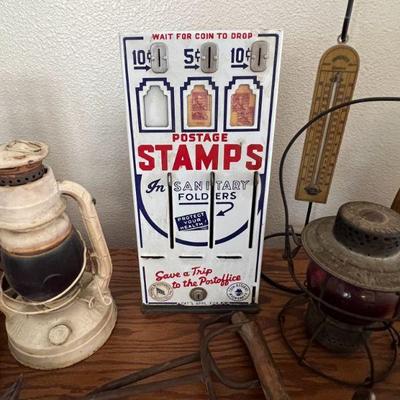 WAIT FOR COIN TO DROP
10¢ 5¢ 10¢
POSTAGE
STAMPS
In SANITARY
FOLDERS
PROTECT
YOUR
HEALTH
Save a Trip
to the Postoffice